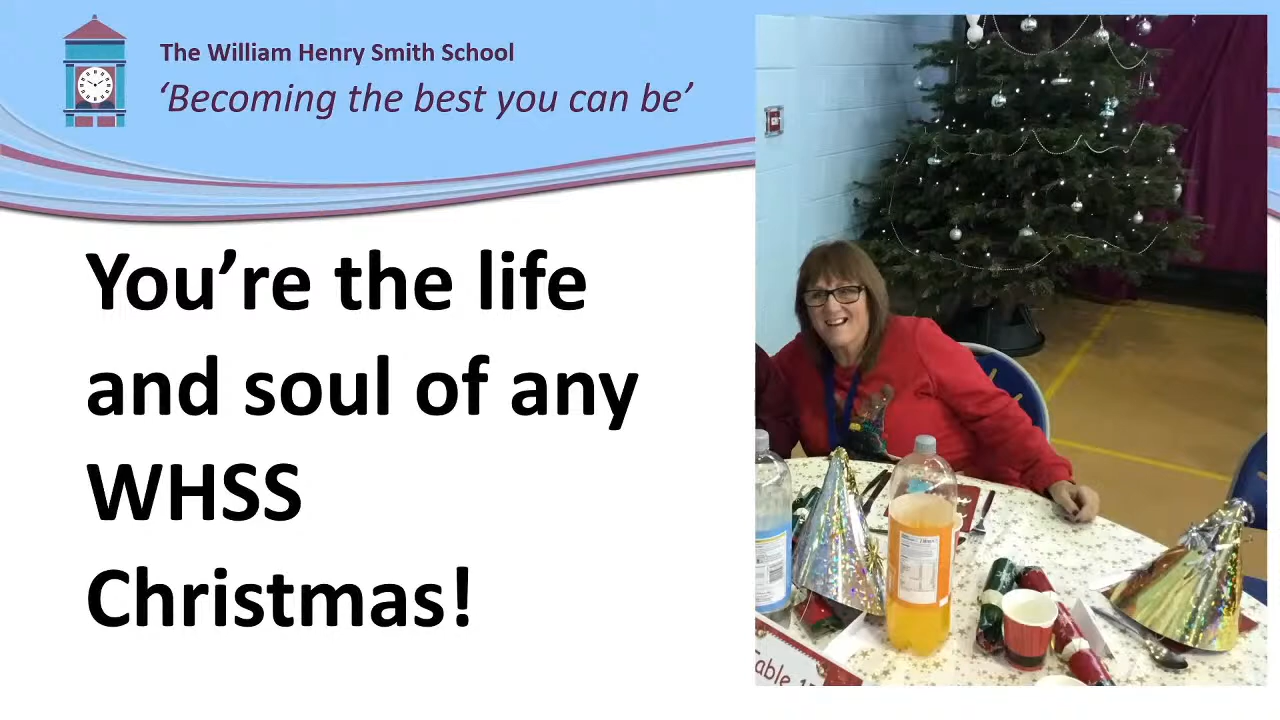 The William Henry Smith School
‘Becoming the best you can be’
You’re the life
and soul of any
WHSS
Christmas!
Table